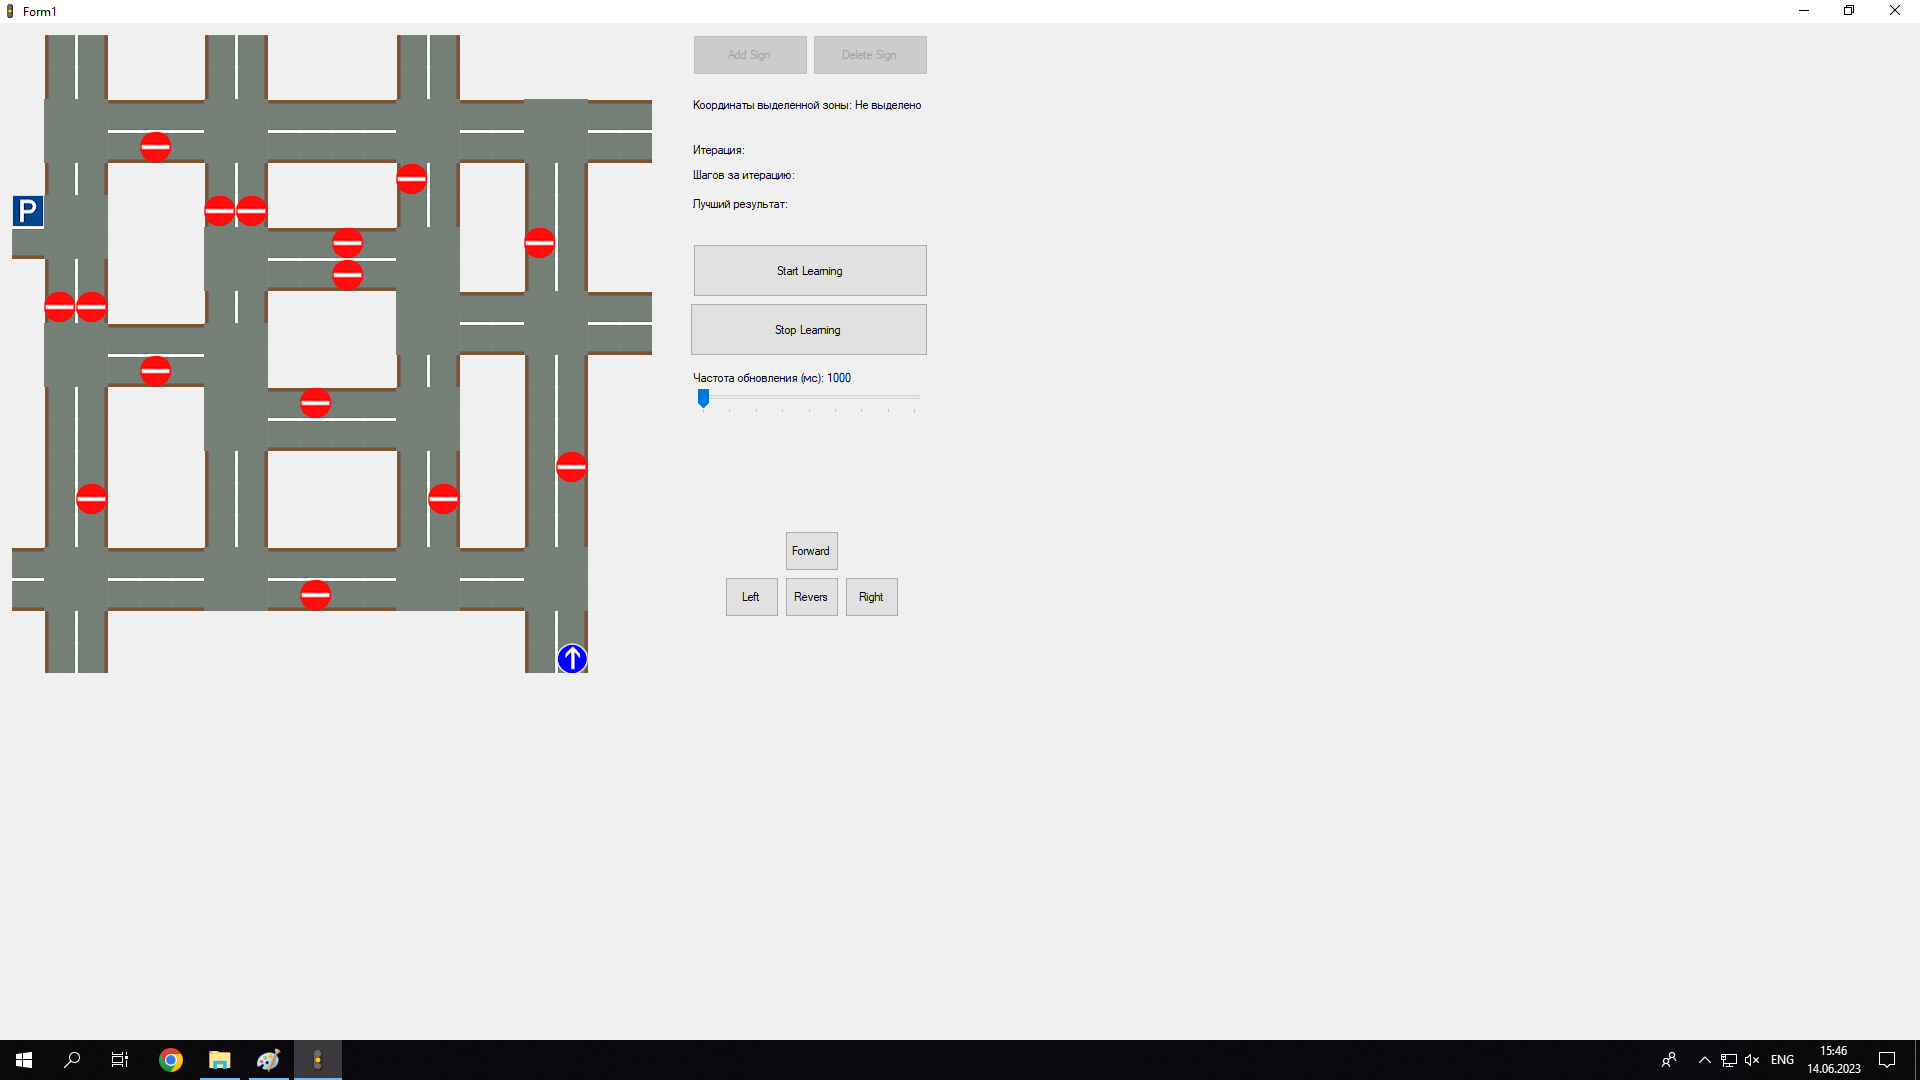 Form1
Add Sign
Delete Sign
Координаты выделенной зоны: Не выделено
Итерация:
Шагов за итерацию:
P
Лучший результат:
Start Learning
Stop Learning
Частота обновления (мс): 1000
Forward
Left
Revers
Right
ENG
15:46
14.06.2023